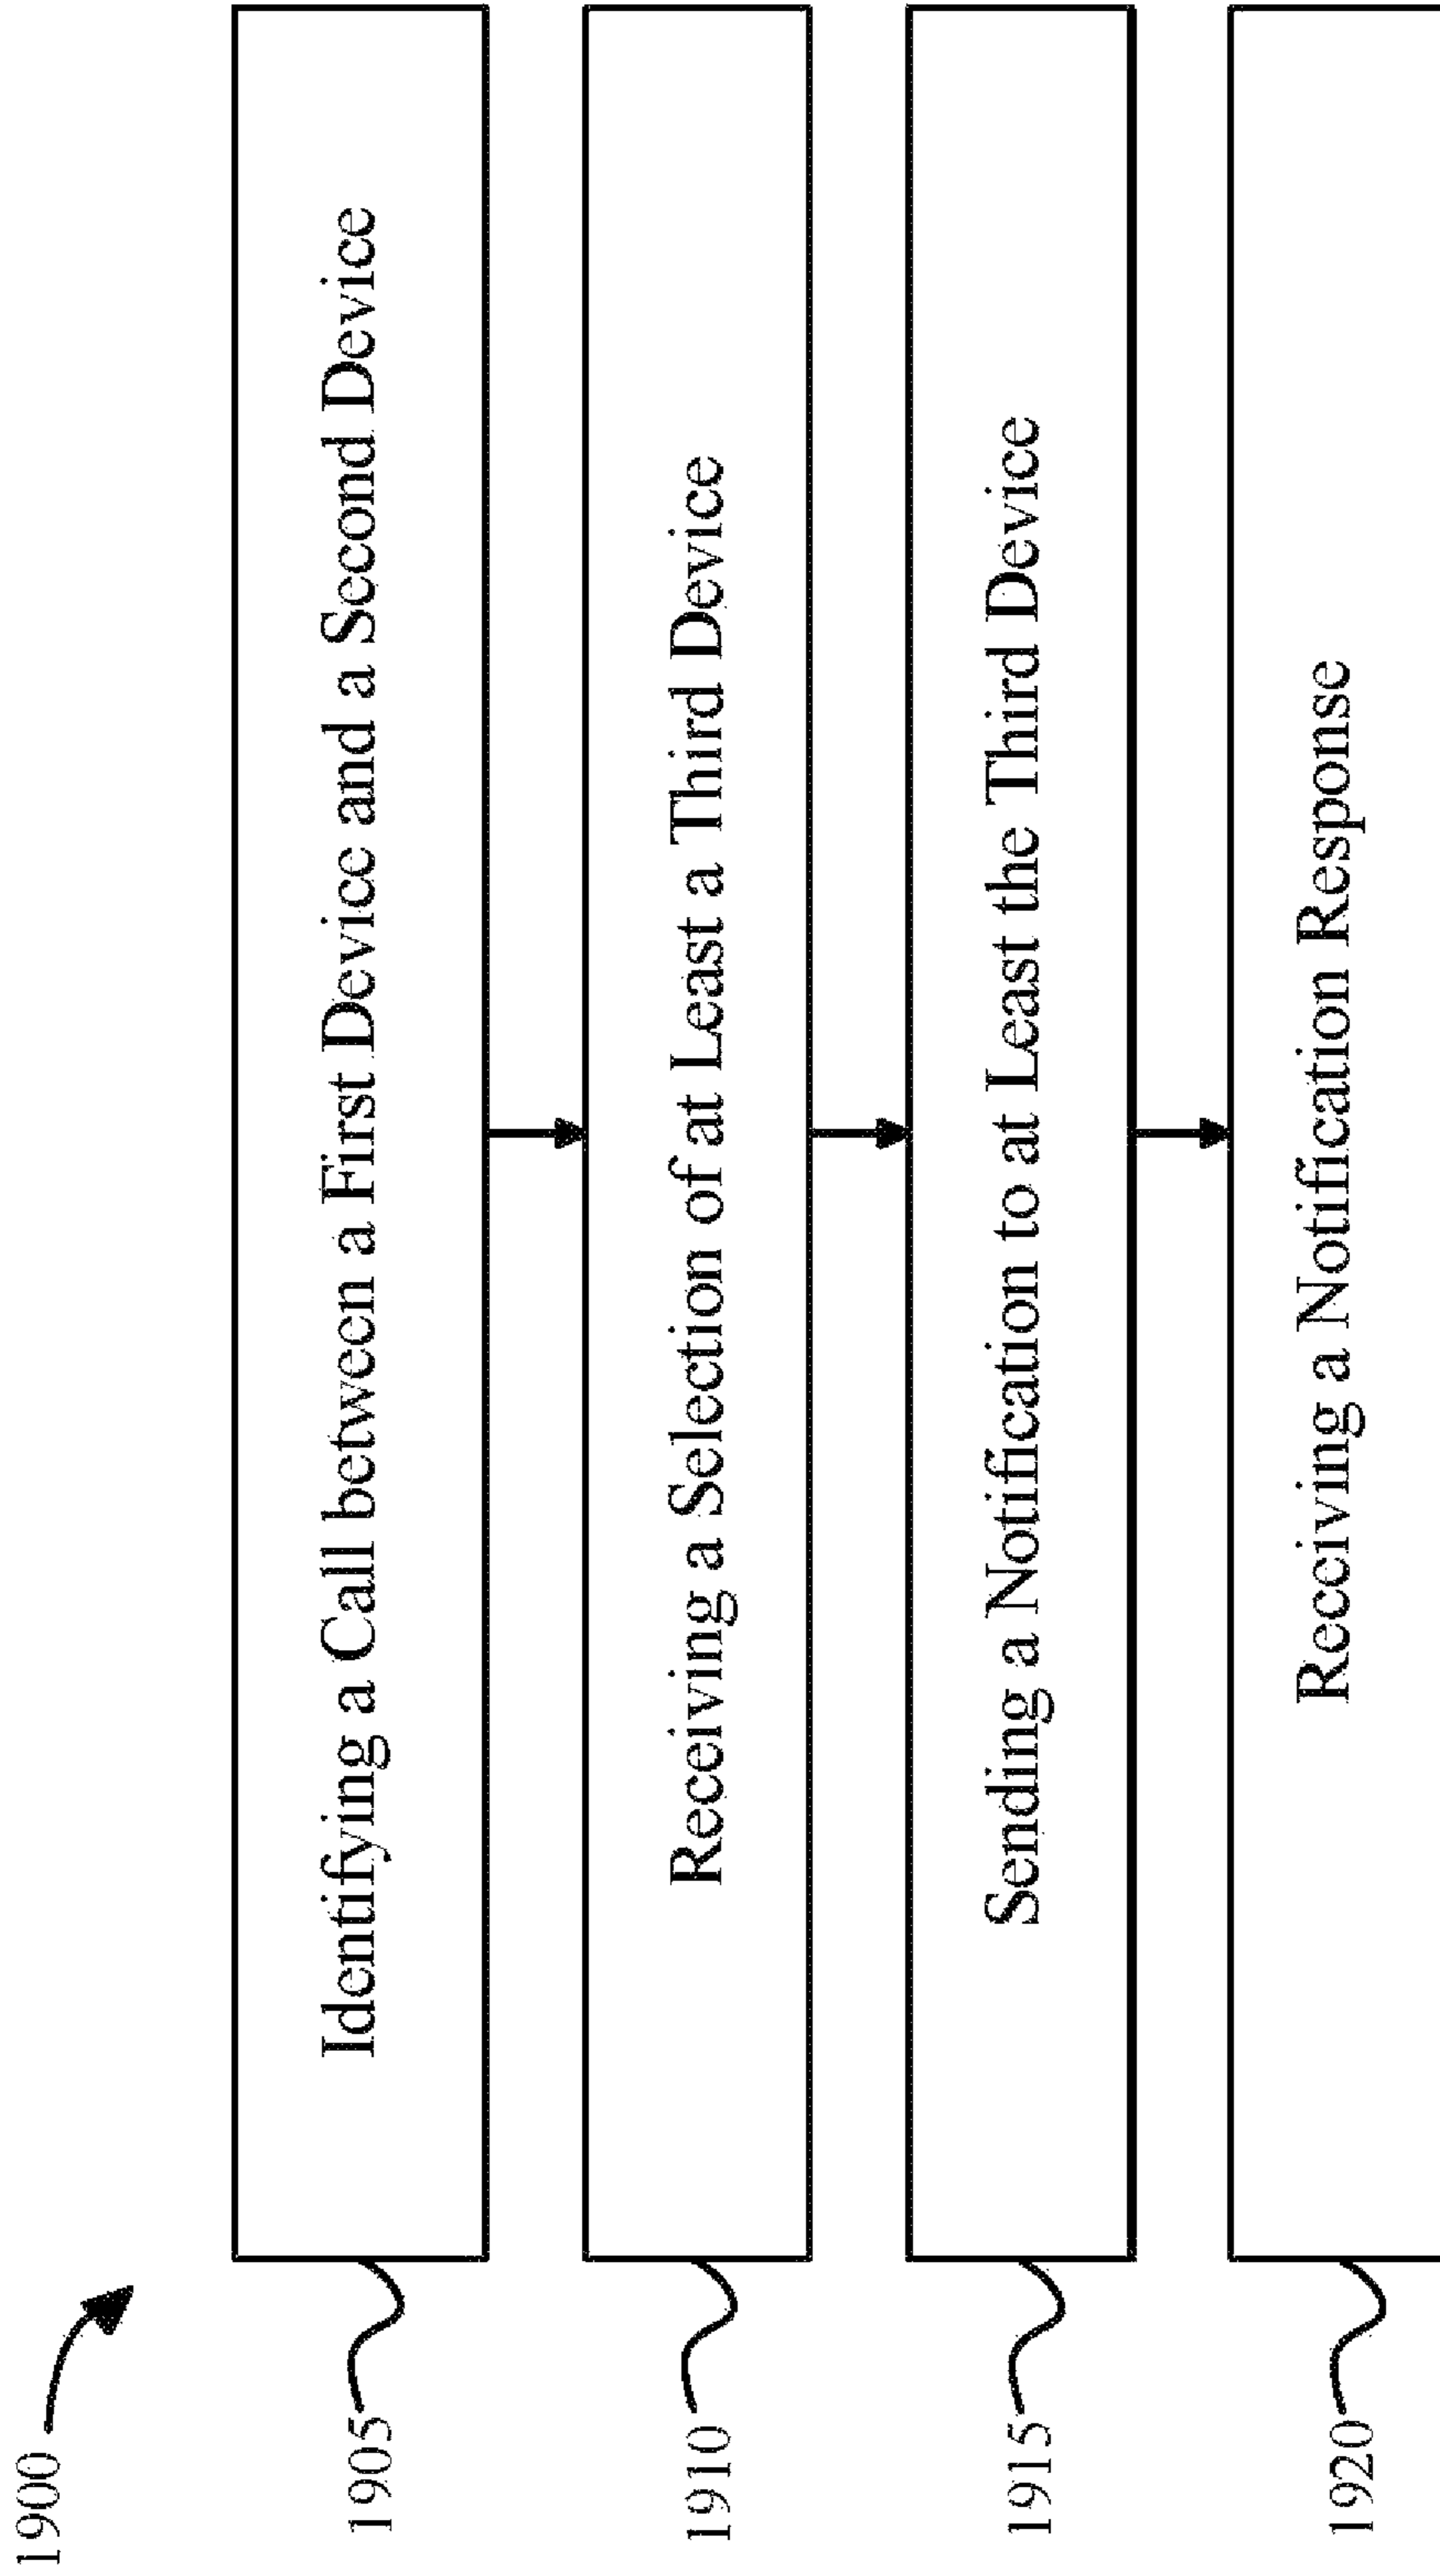 1900
1905
Identifying a Call between a First Device and a Second Device
1910
Receiving a Selection of at Least a Third Device
1915
Sending a Notification to at Least the Third Device
1920
Receiving a Notification Response